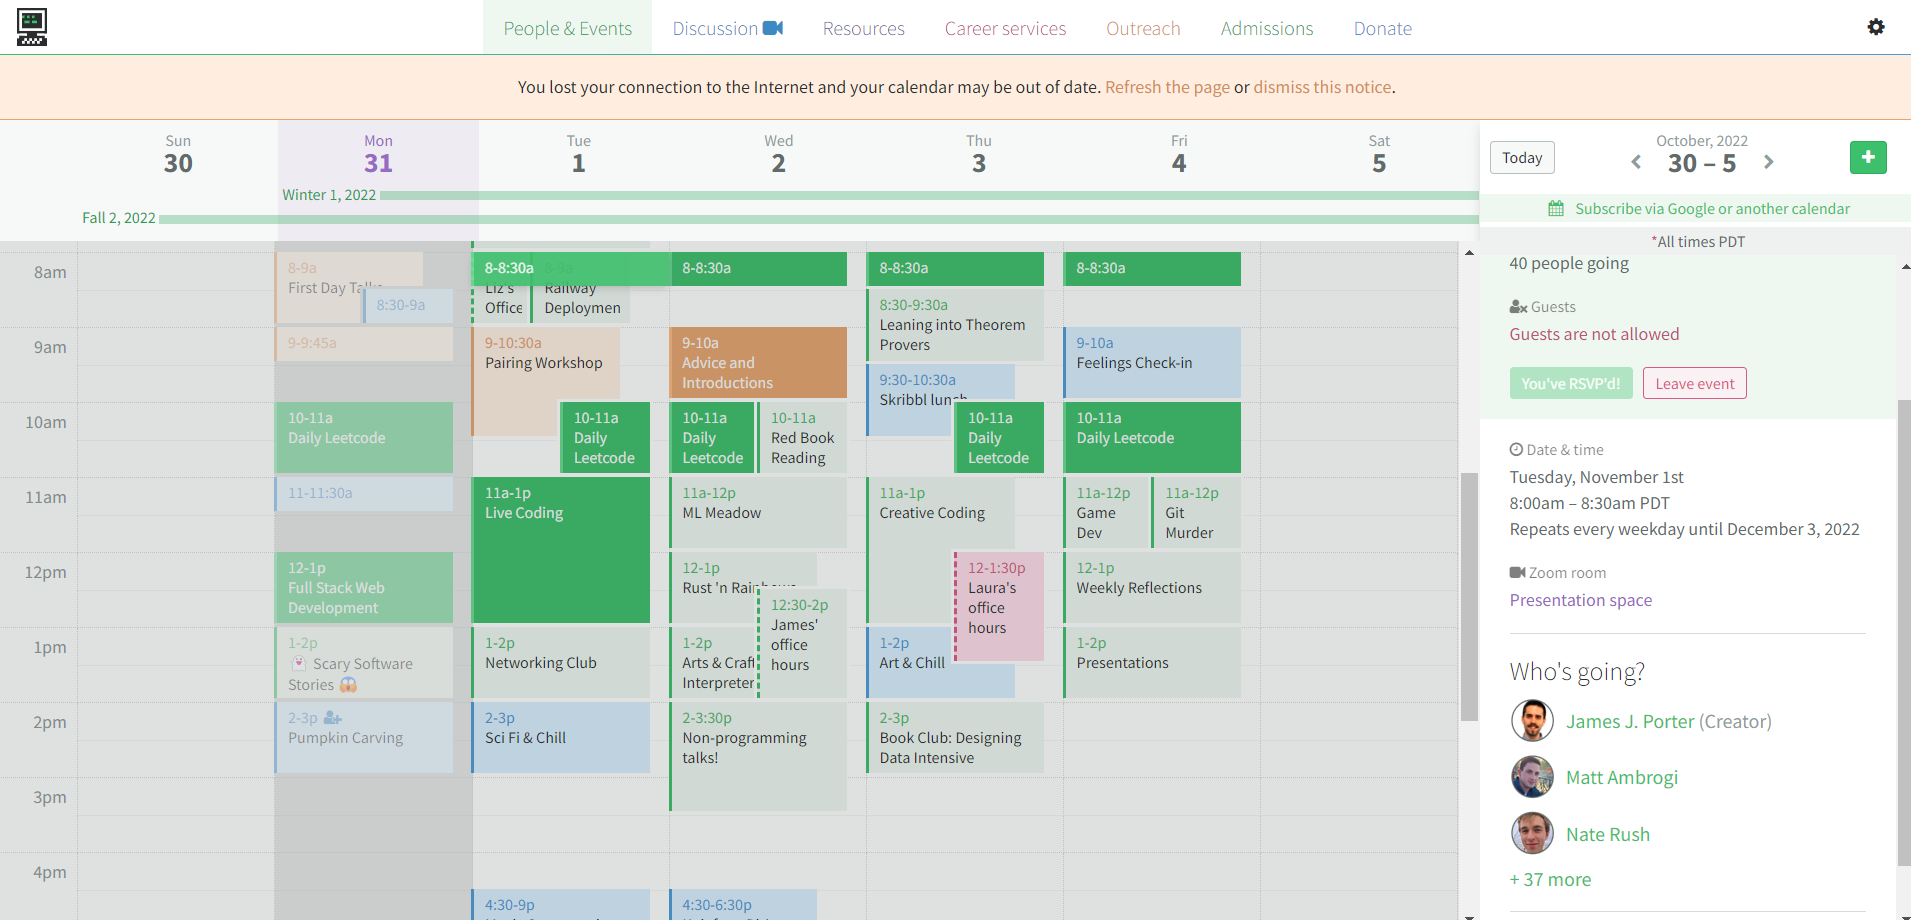 People & Events
Discussion
Resources
Career services
Outreach
Admissions
Donate
You lost your connection to the Internet and your calendar may be out of date. Refresh the page or dismiss this notice.
Sun
30
Mon
31
Tue
1
Wed
2
Thu
3
Fri
4
Sat
5
Winter 1, 2022
Fall 2, 2022
Today
October, 2022
30 – 5
Subscribe via Google or another calendar
*All times PDT
8am
9am
10am
11am
12pm
1pm
2pm
3pm
4pm
8-9a
First Day
8:30-9a
9-9:45a
10-11a
Daily Leetcode
11-11:30a
12-1p
Full Stack Web
Development
1-2p
Scary Software
Stories
2-3p
Pumpkin Carving
8-8:30a
8-9a
Liz's
Office
Railway
Deploymen
9-10:30a
Pairing Workshop
10-11a
Daily
Leetcode
11a-1p
Live Coding
1-2p
Networking Club
2-3p
Sci Fi & Chill
4:30-9p
8-8:30a
9-10a
Advice and
Introductions
10-11a
Daily
Leetcode
10-11a
Red Book
Reading
11a-12p
ML Meadow
12-1p
Rust 'n
12:30-2p
James'
office
hours
1-2p
Arts & Craft
Interpreter
2-3:30p
Non-programming
talks!
4:30-6:30p
8-8:30a
8:30-9:30a
Leaning into Theorem
Provers
9:30-10:30a
Skribbl lunch
10-11a
Daily
Leetcode
11a-1p
Creative Coding
12-1:30p
Laura's
office
hours
1-2p
Art & Chill
2-3p
Book Club: Designing
Data Intensive
8-8:30a
9-10a
Feelings Check-in
10-11a
Daily Leetcode
11a-12p
Game
Dev
11a-12p
Git
Murder
12-1p
Weekly Reflections
1-2p
Presentations
40 people going
Guests
Guests are not allowed
You've RSVP'd!
Leave event
Date & time
Tuesday, November 1st
8:00am – 8:30am PDT
Repeats every weekday until December 3, 2022
Zoom room
Presentation space
Who's going?
James J. Porter (Creator)
Matt Ambrogi
Nate Rush
+ 37 more